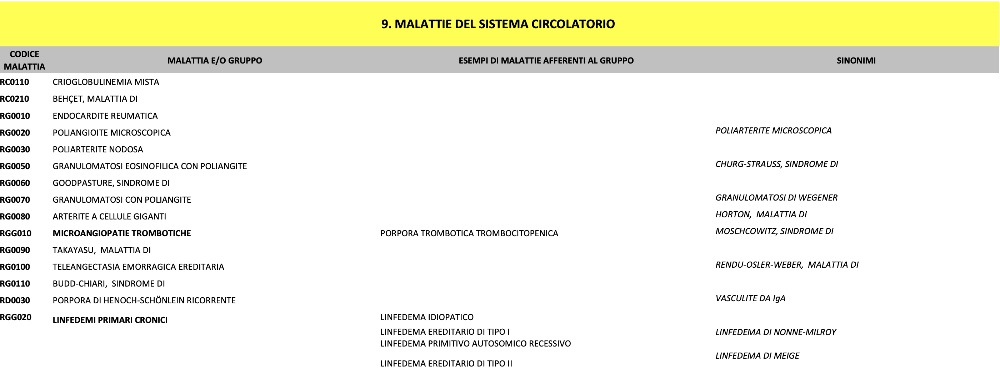 9. MALATTIE DEL SISTEMA CIRCOLATORIO
CODICE MALATTIA MALATTIA E/O GRUPPO ESEMPI DI MALATTIE AFFERENTI AL GRUPPO SINONIMI
RC0110 CRIOGLOBULINEMIA MISTA
RC0210 BEHÇET, MALATTIA DI
RG0010 ENDOCARDITE REUMATICA
RG0020 POLIANGIOITE MICROSCOPICA POLIARTERITE MICROSCOPICA
RG0030 POLIARTERITE NODOSA
RG0050 GRANULOMATOSI EOSINOFILICA CON POLIANGITE CHURG-STRAUSS, SINDROME DI
RG0060 GOODPASTURE, SINDROME DI
RG0070 GRANULOMATOSI CON POLIANGITE GRANULOMATOSI DI WEGENER
RG0080 ARTERITE A CELLULE GIGANTI HORTON, MALATTIA DI
RGG010 MICROANGIOPATIE TROMBOTICHE PORPORA TROMBOTICA TROMBOCITOPENICA MOSCHCOWITZ, SINDROME DI
RG0090 TAKAYASU, MALATTIA DI
RG0100 TELEANGECTASIA EMORRAGICA EREDITARIA RENDU-OSLER-WEBER, MALATTIA DI
RG0110 BUDD-CHIARI, SINDROME DI
RD0030 PORPORA DI HENOCH-SCHÖNLEIN RICORRENTE VASCULITE DA IgA
RGG020 LINFEDEMI PRIMARI CRONICI LINFEDEMA IDIOPATICO
LINFEDEMA EREDITARIO DI TIPO I LINFEDEMA DI NONNE-MILROY
LINFEDEMA PRIMITIVO AUTOSOMICO RECESSIVO
LINFEDEMA EREDITARIO DI TIPO II LINFEDEMA DI MEIGE